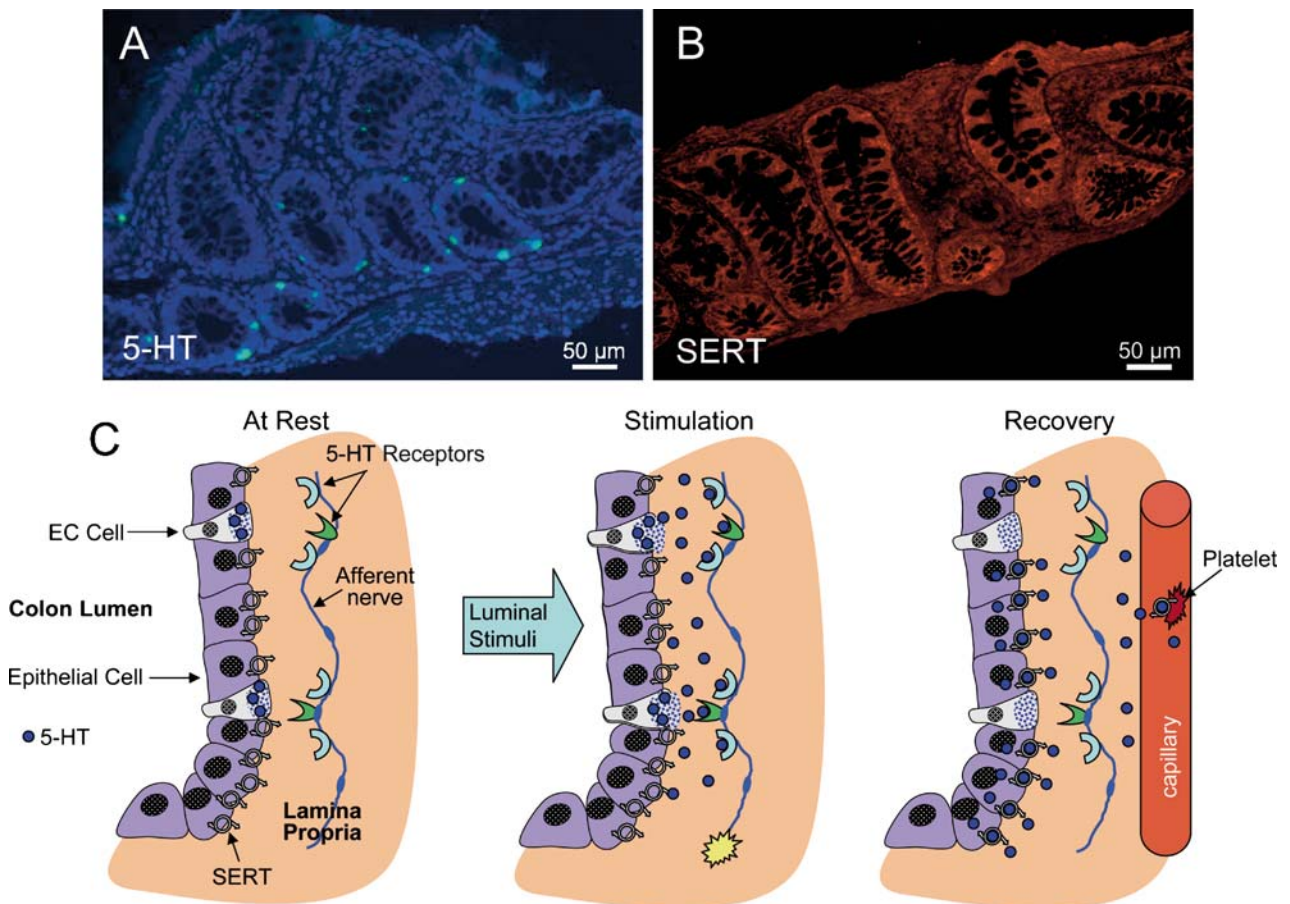 A
5-HT
50 µm
B
SERT
50 µm
C
At Rest
5-HT Receptors
EC Cell
Afferent
nerve
Colon Lumen
Epithelial Cell
5-HT
Lamina
Propria
SERT
Stimulation
Luminal
Stimuli
Recovery
Platelet
capillary